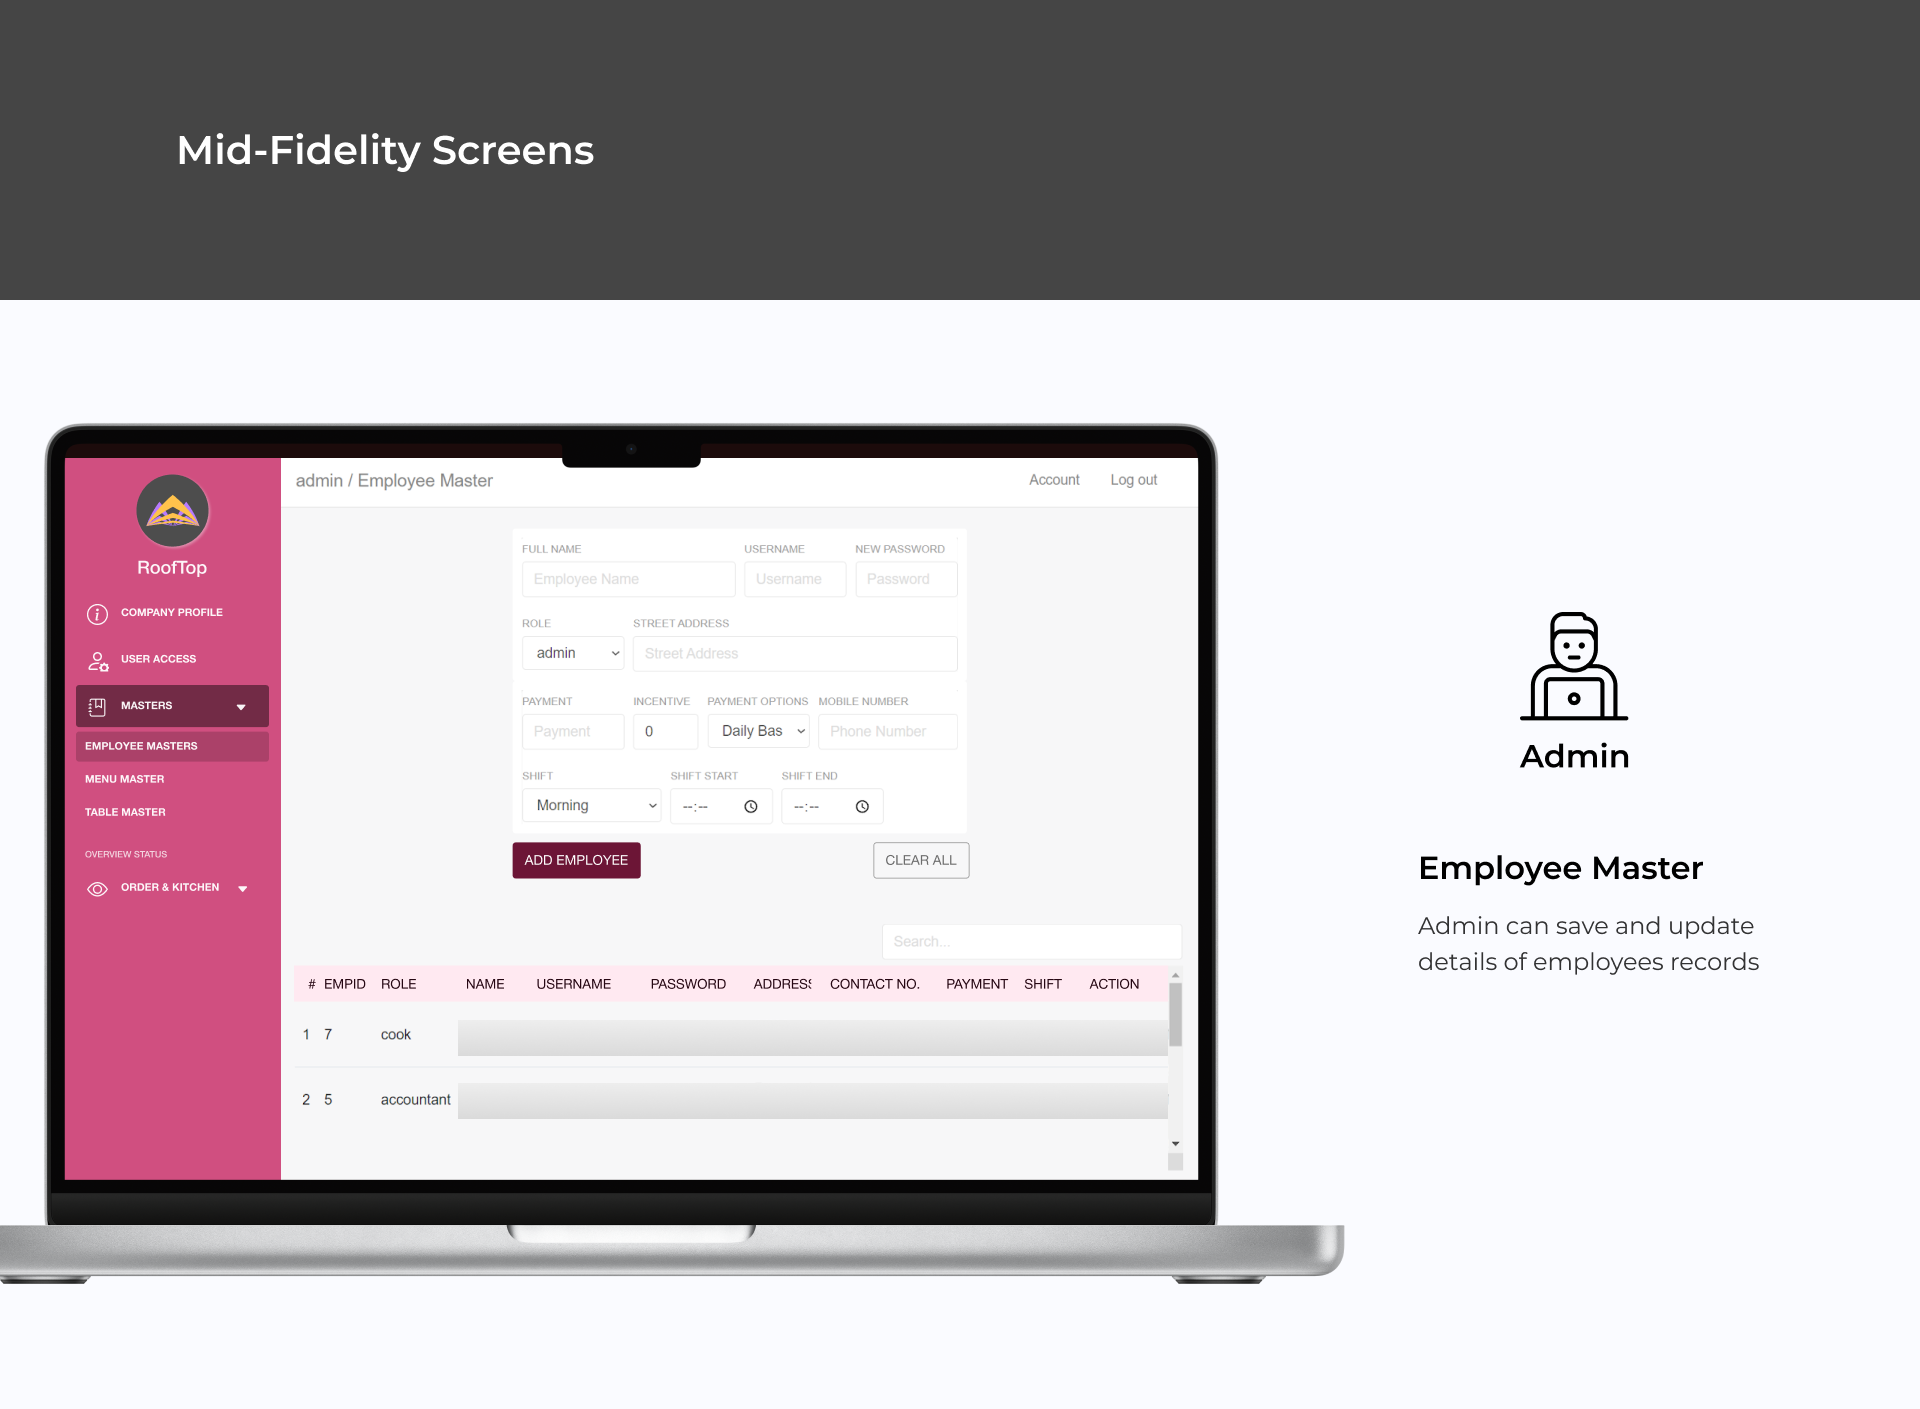 Mid-Fidelity Screens
admin / Employee Master
Account
Log out
RoofTop
COMPANY PROFILE
USER ACCESS
MASTERS
EMPLOYEE MASTERS
MENU MASTER
TABLE MASTER
OVERVIEW STATUS
ORDER & KITCHEN
FULL NAME USERNAME NEW PASSWORD
Employee Name Username Password
ROLE STREET ADDRESS
admin Street Address
PAYMENT INCENTIVE PAYMENT OPTIONS MOBILE NUMBER
Payment 0 Daily Bas Phone Number
SHIFT SHIFT START SHIFT END
Morning --:-- --:--
ADD EMPLOYEE CLEAR ALL
Search...
# EMPID ROLE NAME USERNAME PASSWORD ADDRESS CONTACT NO. PAYMENT SHIFT ACTION
1 7 cook
2 5 accountant
Admin
Employee Master
Admin can save and update
details of employees records